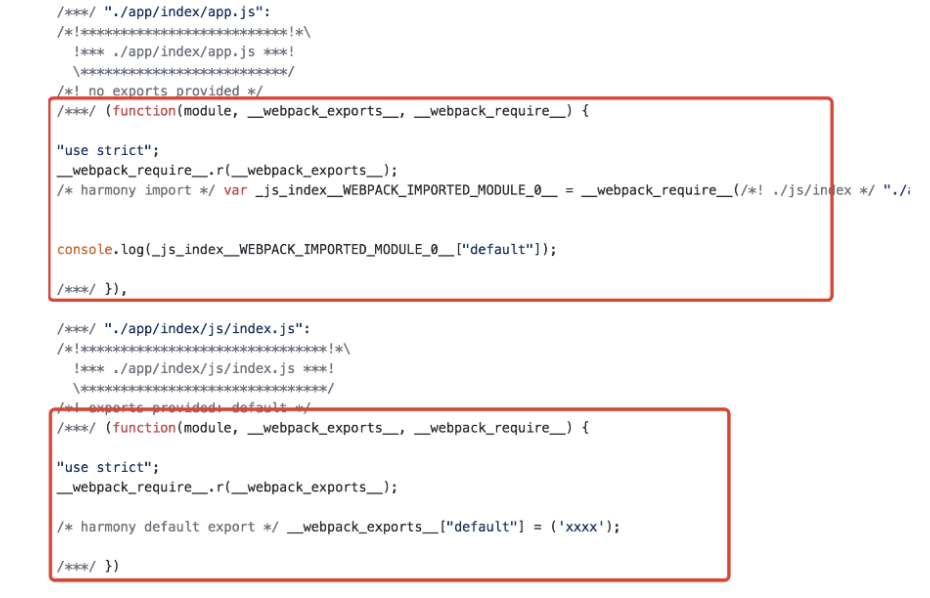 /***/ "./app/index/app.js":
/*!**************************!*\
  !*** ./app/index/app.js ***!
  \**************************/
/*! no exports provided */
/***/ (function(module, __webpack_exports__, __webpack_require__) {
"use strict";
__webpack_require__.r(__webpack_exports__);
/* harmony import */ var _js_index__WEBPACK_IMPORTED_MODULE_0__ = __webpack_require__(/*! ./js/index */ "./
console.log(_js_index__WEBPACK_IMPORTED_MODULE_0__["default"]);
/***/ }),
/***/ "./app/index/js/index.js":
/*!*******************************!*\
  !*** ./app/index/js/index.js ***!
  \*******************************/
/*! exports provided: default */
/***/ (function(module, __webpack_exports__, __webpack_require__) {
"use strict";
__webpack_require__.r(__webpack_exports__);
/* harmony default export */ __webpack_exports__["default"] = ('xxxx');
/***/ })